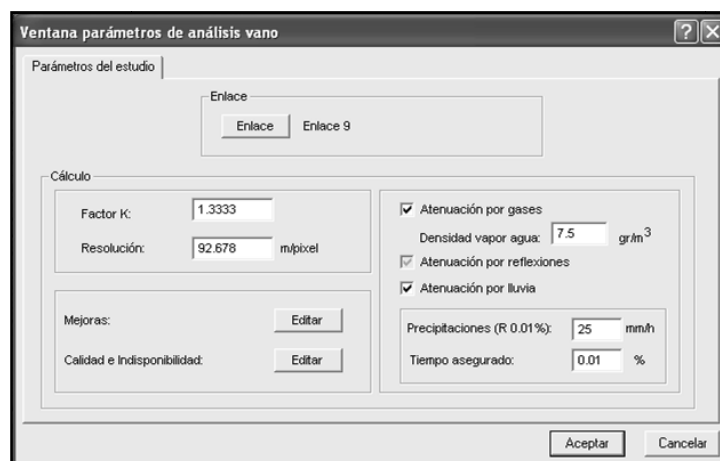 Ventana parámetros de análisis vano
Parámetros del estudio
Enlace
Enlace Enlace 9
Cálculo
Factor K: 1.3333
Resolución: 92.678 m/pixel
Mejoras: Editar
Calidad e Indisponibilidad: Editar
Atenuación por gases
Densidad vapor agua: 7.5 gr/m3
Atenuación por reflexiones
Atenuación por lluvia
Precipitaciones (R 0.01%): 25 mm/h
Tiempo asegurado: 0.01 %
Aceptar Cancelar